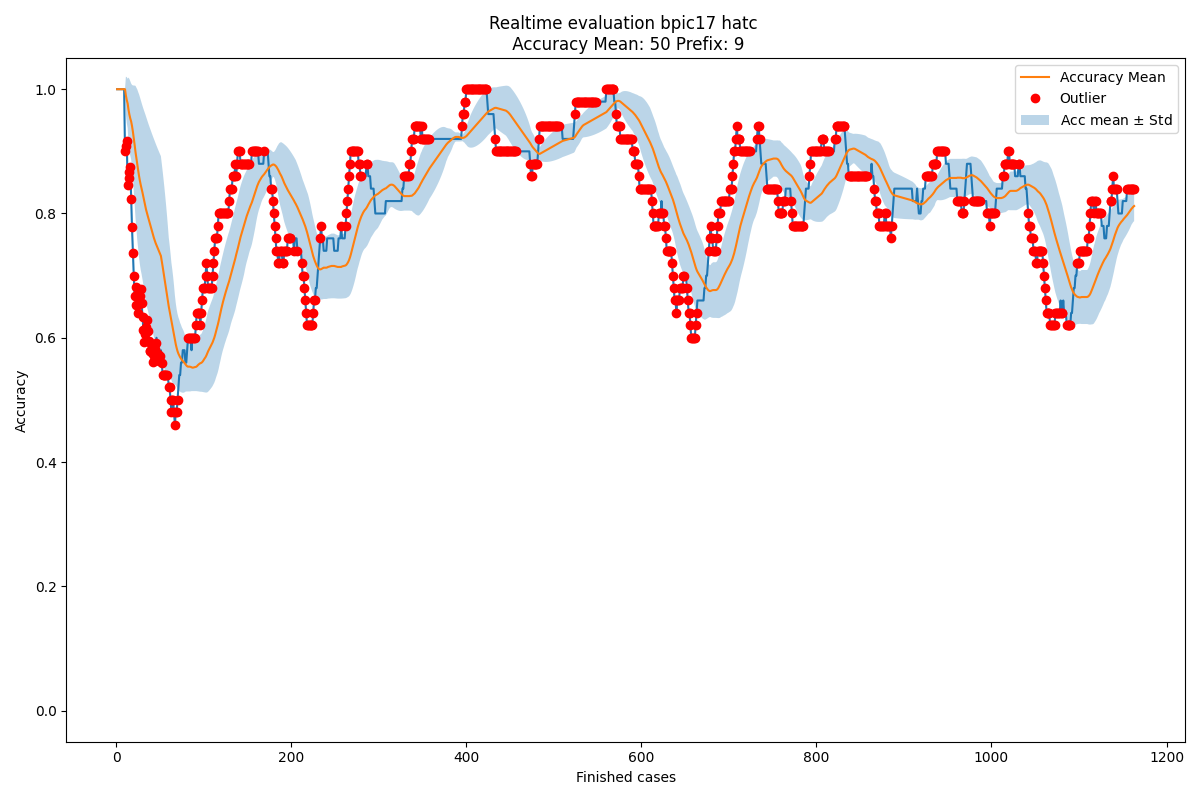 Realtime evaluation bpic17 hatc
Accuracy Mean: 50 Prefix: 9
Accuracy Mean
Outlier
Acc mean ± Std
1.0
0.8
0.6
0.4
0.2
0.0
Accuracy
0 200 400 600 800 1000 1200
Finished cases